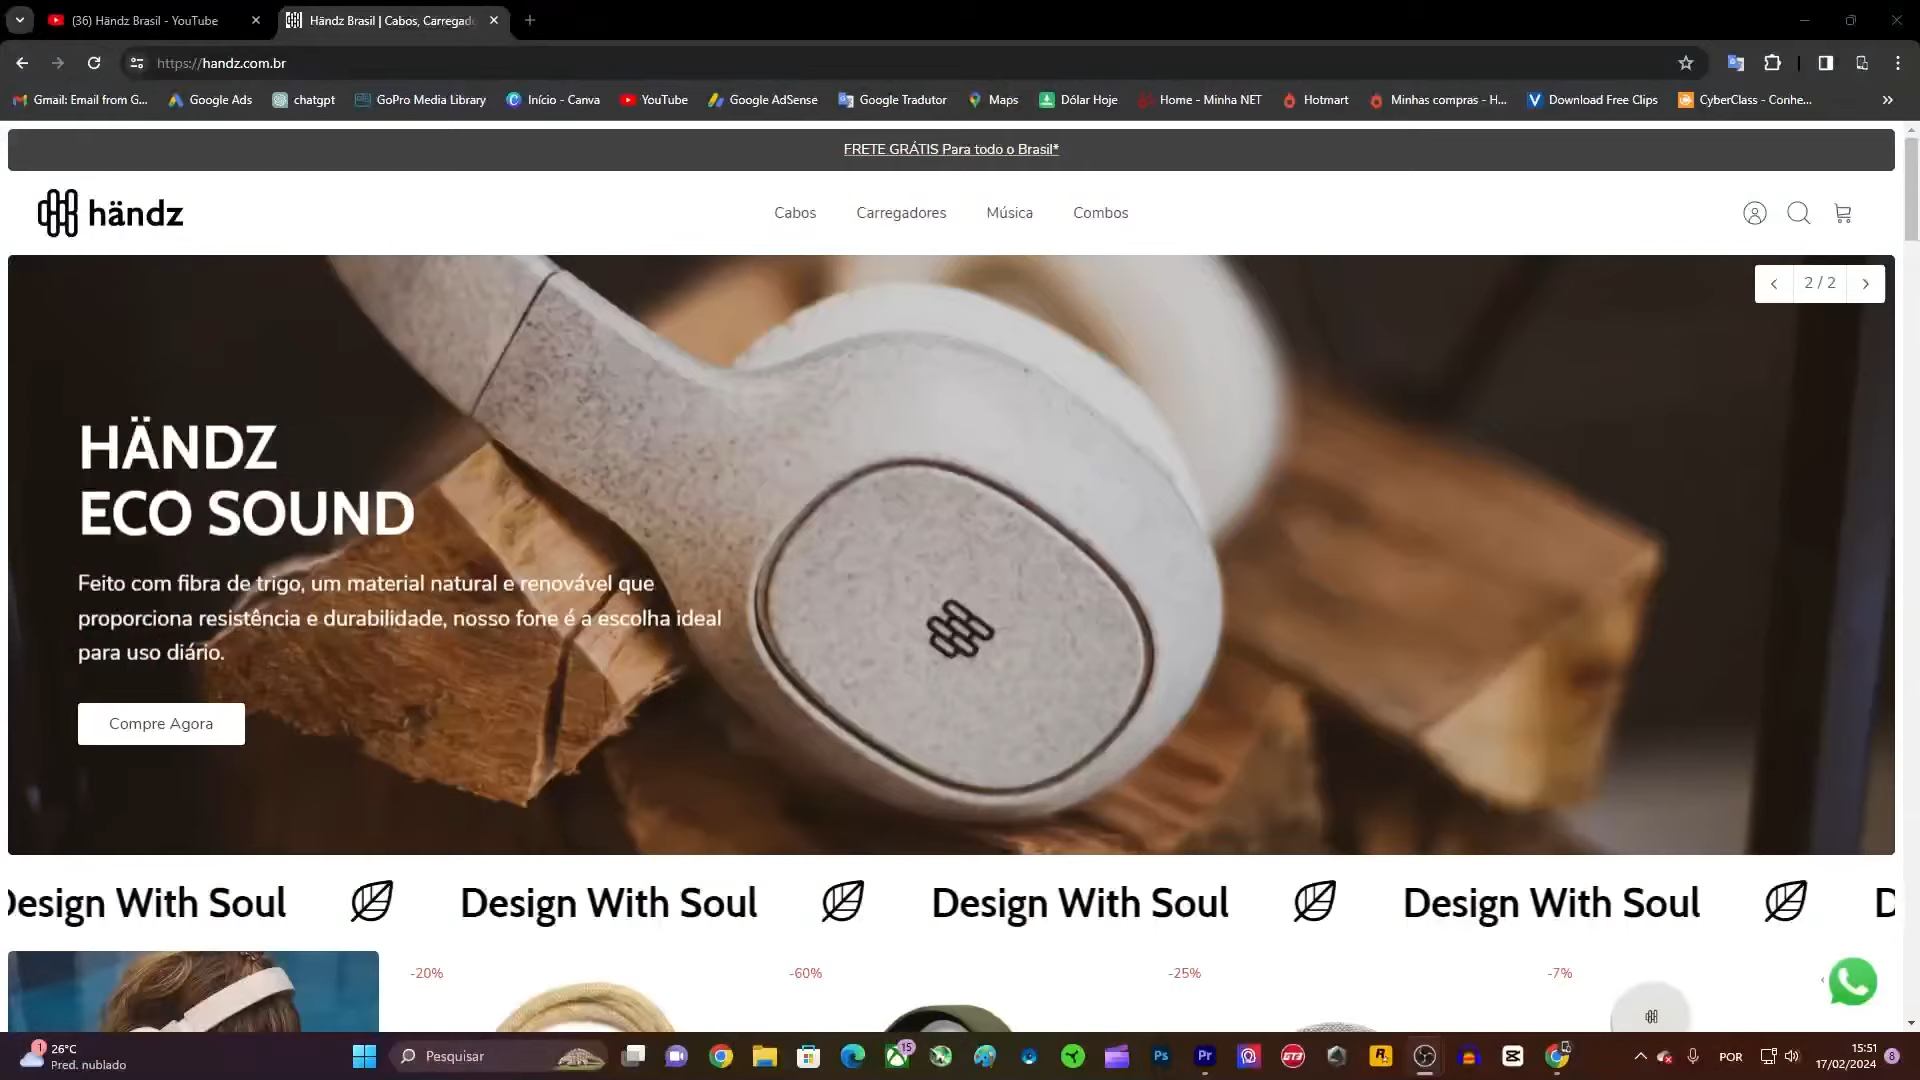 (36) Händz Brasil - YouTube
Händz Brasil | Cabos, Carregad
https://handz.com.br
Gmail: Email from G...
Google Ads
chatgpt
GoPro Media Library
Início - Canva
YouTube
Google AdSense
Google Tradutor
Maps
Dólar Hoje
Home - Minha NET
Hotmart
Minhas compras - H...
Download Free Clips
CyberClass - Conhe...
FRETE GRÁTIS Para todo o Brasil*
händz
Cabos
Carregadores
Música
Combos
2 / 2
HÄNDZ
ECO SOUND
Feito com fibra de trigo, um material natural e renovável que
proporciona resistência e durabilidade, nosso fone é a escolha ideal
para uso diário.
Compre Agora
Design With Soul
Design With Soul
Design With Soul
Design With Soul
D
-20%
-60%
-25%
-7%
1
26°C
Pred. nublado
Pesquisar
15
Ps
Pr
POR
15:51
17/02/2024
8